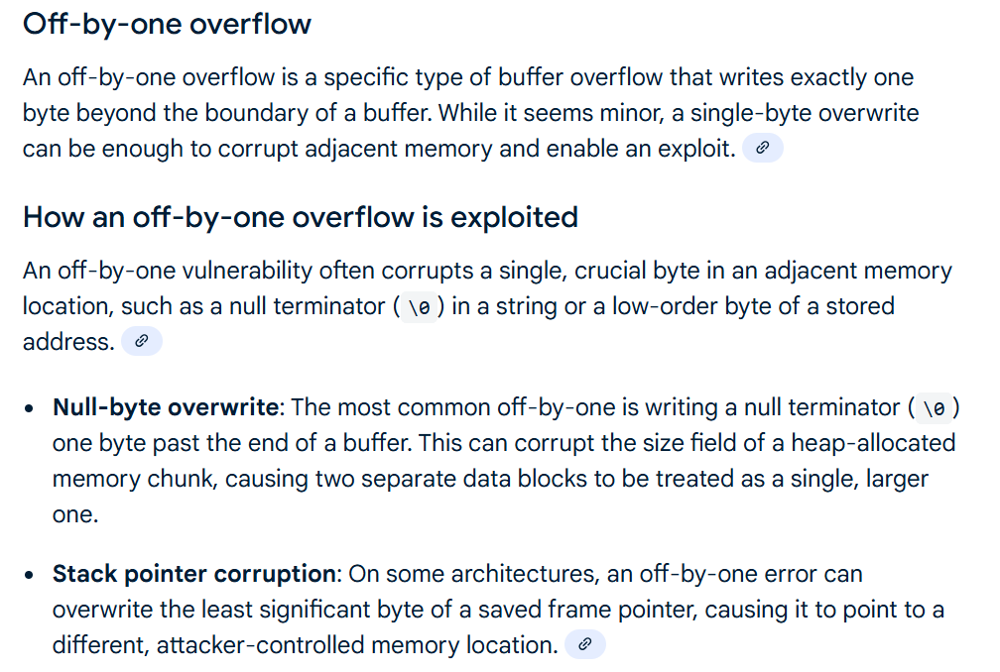 Off-by-one overflow
An off-by-one overflow is a specific type of buffer overflow that writes exactly one
byte beyond the boundary of a buffer. While it seems minor, a single-byte overwrite
can be enough to corrupt adjacent memory and enable an exploit.
How an off-by-one overflow is exploited
An off-by-one vulnerability often corrupts a single, crucial byte in an adjacent memory
location, such as a null terminator ( \0 ) in a string or a low-order byte of a stored
address.
• Null-byte overwrite: The most common off-by-one is writing a null terminator ( \0 )
one byte past the end of a buffer. This can corrupt the size field of a heap-allocated
memory chunk, causing two separate data blocks to be treated as a single, larger
one.
• Stack pointer corruption: On some architectures, an off-by-one error can
overwrite the least significant byte of a saved frame pointer, causing it to point to a
different, attacker-controlled memory location.